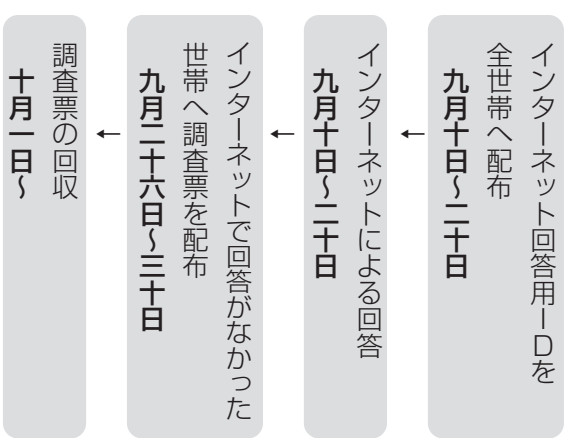 インターネット回答用IDを
全世帯へ配布
九月十日～二十日
←
インターネットによる回答
九月十日～二十日
←
インターネットで回答がなかった
世帯へ調査票を配布
九月二十六日～三十日
←
調査票の回収
十月一日～